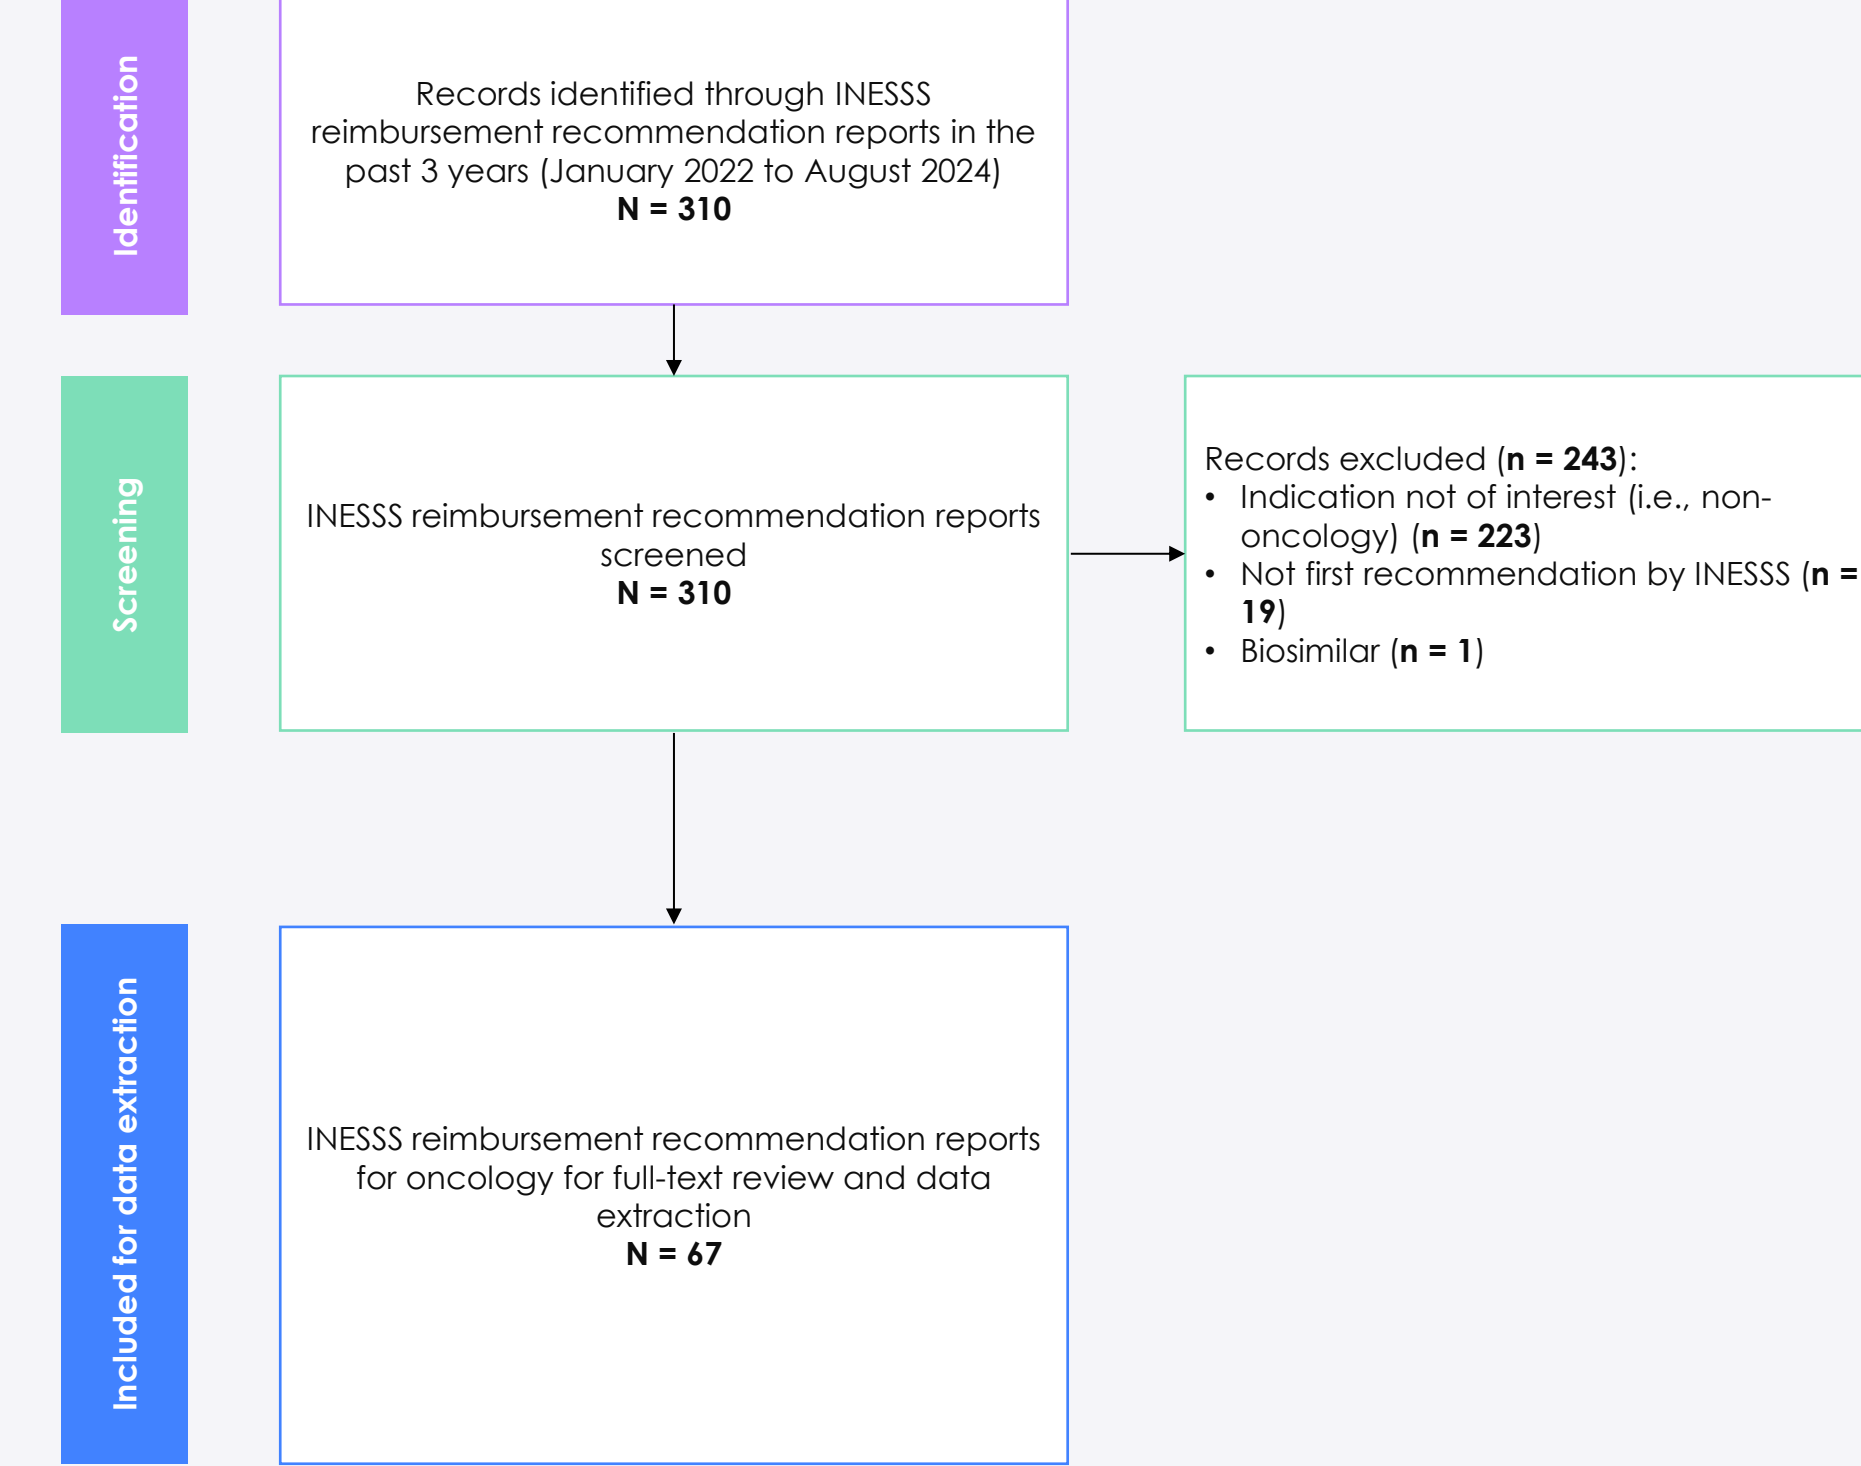 Identification
Records identified through INESSS
reimbursement recommendation reports in the
past 3 years (January 2022 to August 2024)
N = 310
Screening
INESSS reimbursement recommendation reports
screened
N = 310
Records excluded (n = 243):
• Indication not of interest (i.e., non-
oncology) (n = 223)
• Not first recommendation by INESSS (n =
19)
• Biosimilar (n = 1)
Included for data extraction
INESSS reimbursement recommendation reports
for oncology for full-text review and data
extraction
N = 67